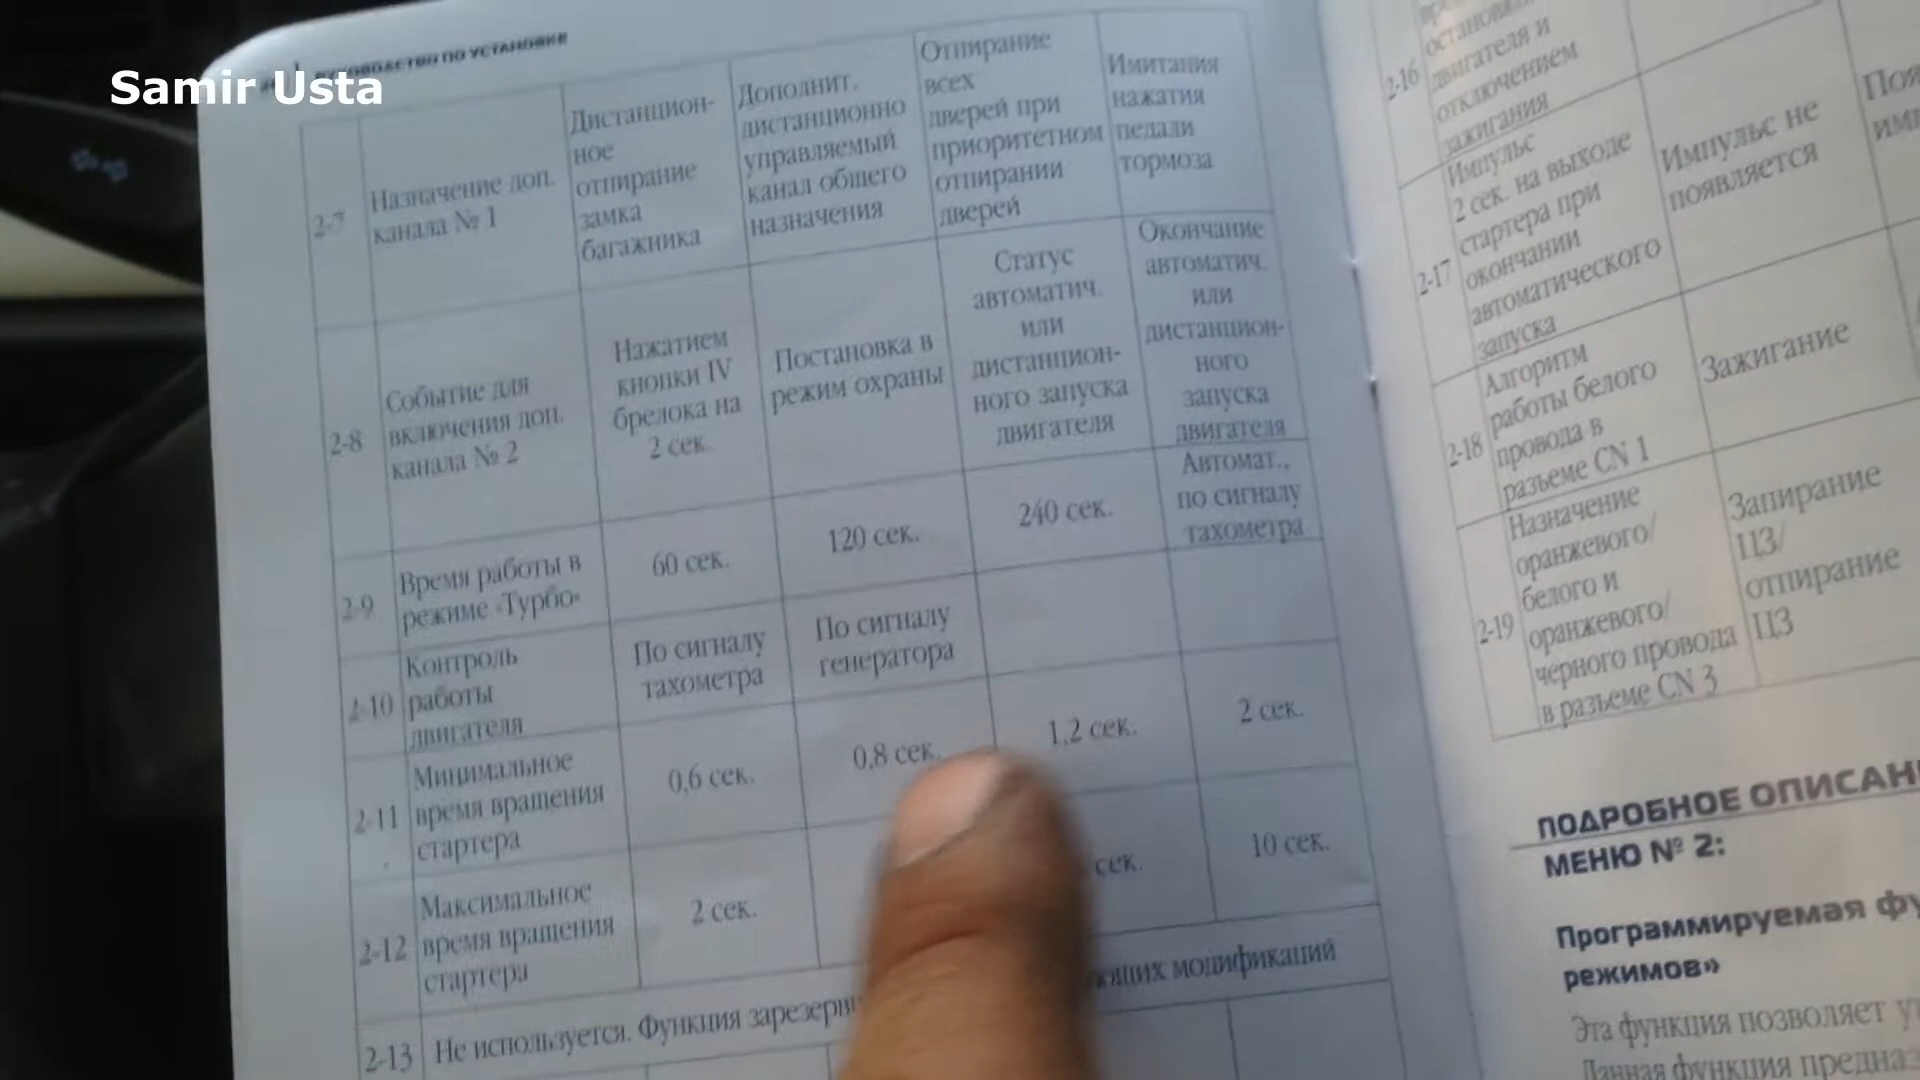 РУКОВОДСТВО ПО УСТАНОВКЕ
Samir Usta
2-7
Назначение доп.
канала № 1
Дистанцион-
ное
отпирание
замка
багажника
Дополнит.
дистанционно
управляемый
канал общего
назначения
Отпирание
всех
дверей при
приоритетном
отпирании
дверей
Имитация
нажатия
педали
тормоза
2-8
Событие для
включения доп.
канала № 2
Нажатием
кнопки IV
брелока на
2 сек.
Постановка в
режим охраны
Статус
автоматич.
или
дистанцион-
ного запуска
двигателя
Окончание
автоматич.
или
дистанцион-
ного
запуска
двигателя
2-9
Время работы в
режиме «Турбо»
60 сек.
120 сек.
240 сек.
Автомат.,
по сигналу
тахометра
2-10
Контроль
работы
двигателя
По сигналу
тахометра
По сигналу
генератора
2-11
Минимальное
время вращения
стартера
0,6 сек.
0,8 сек.
1,2 сек.
2 сек.
2-12
Максимальное
время вращения
стартера
2 сек.
сек.
10 сек.
2-13
Не используется. Функция
модификаций
2-16
двигателя и
отключением
зажигания
2-17
Импульс
2 сек. на выходе
стартера при
окончании
автоматического
запуска
Импульс не
появляется
2-18
Алгоритм
работы белого
провода в
разъеме CN 1
Зажигание
2-19
Назначение
оранжевого/
белого и
оранжевого/
черного провода
в разъеме CN 3
Запирание
ЦЗ/
отпирание
ЦЗ
ПОДРОБНОЕ
МЕНЮ № 2:
Программируемая
режимов»
Эта функция позволяет
Данная функция